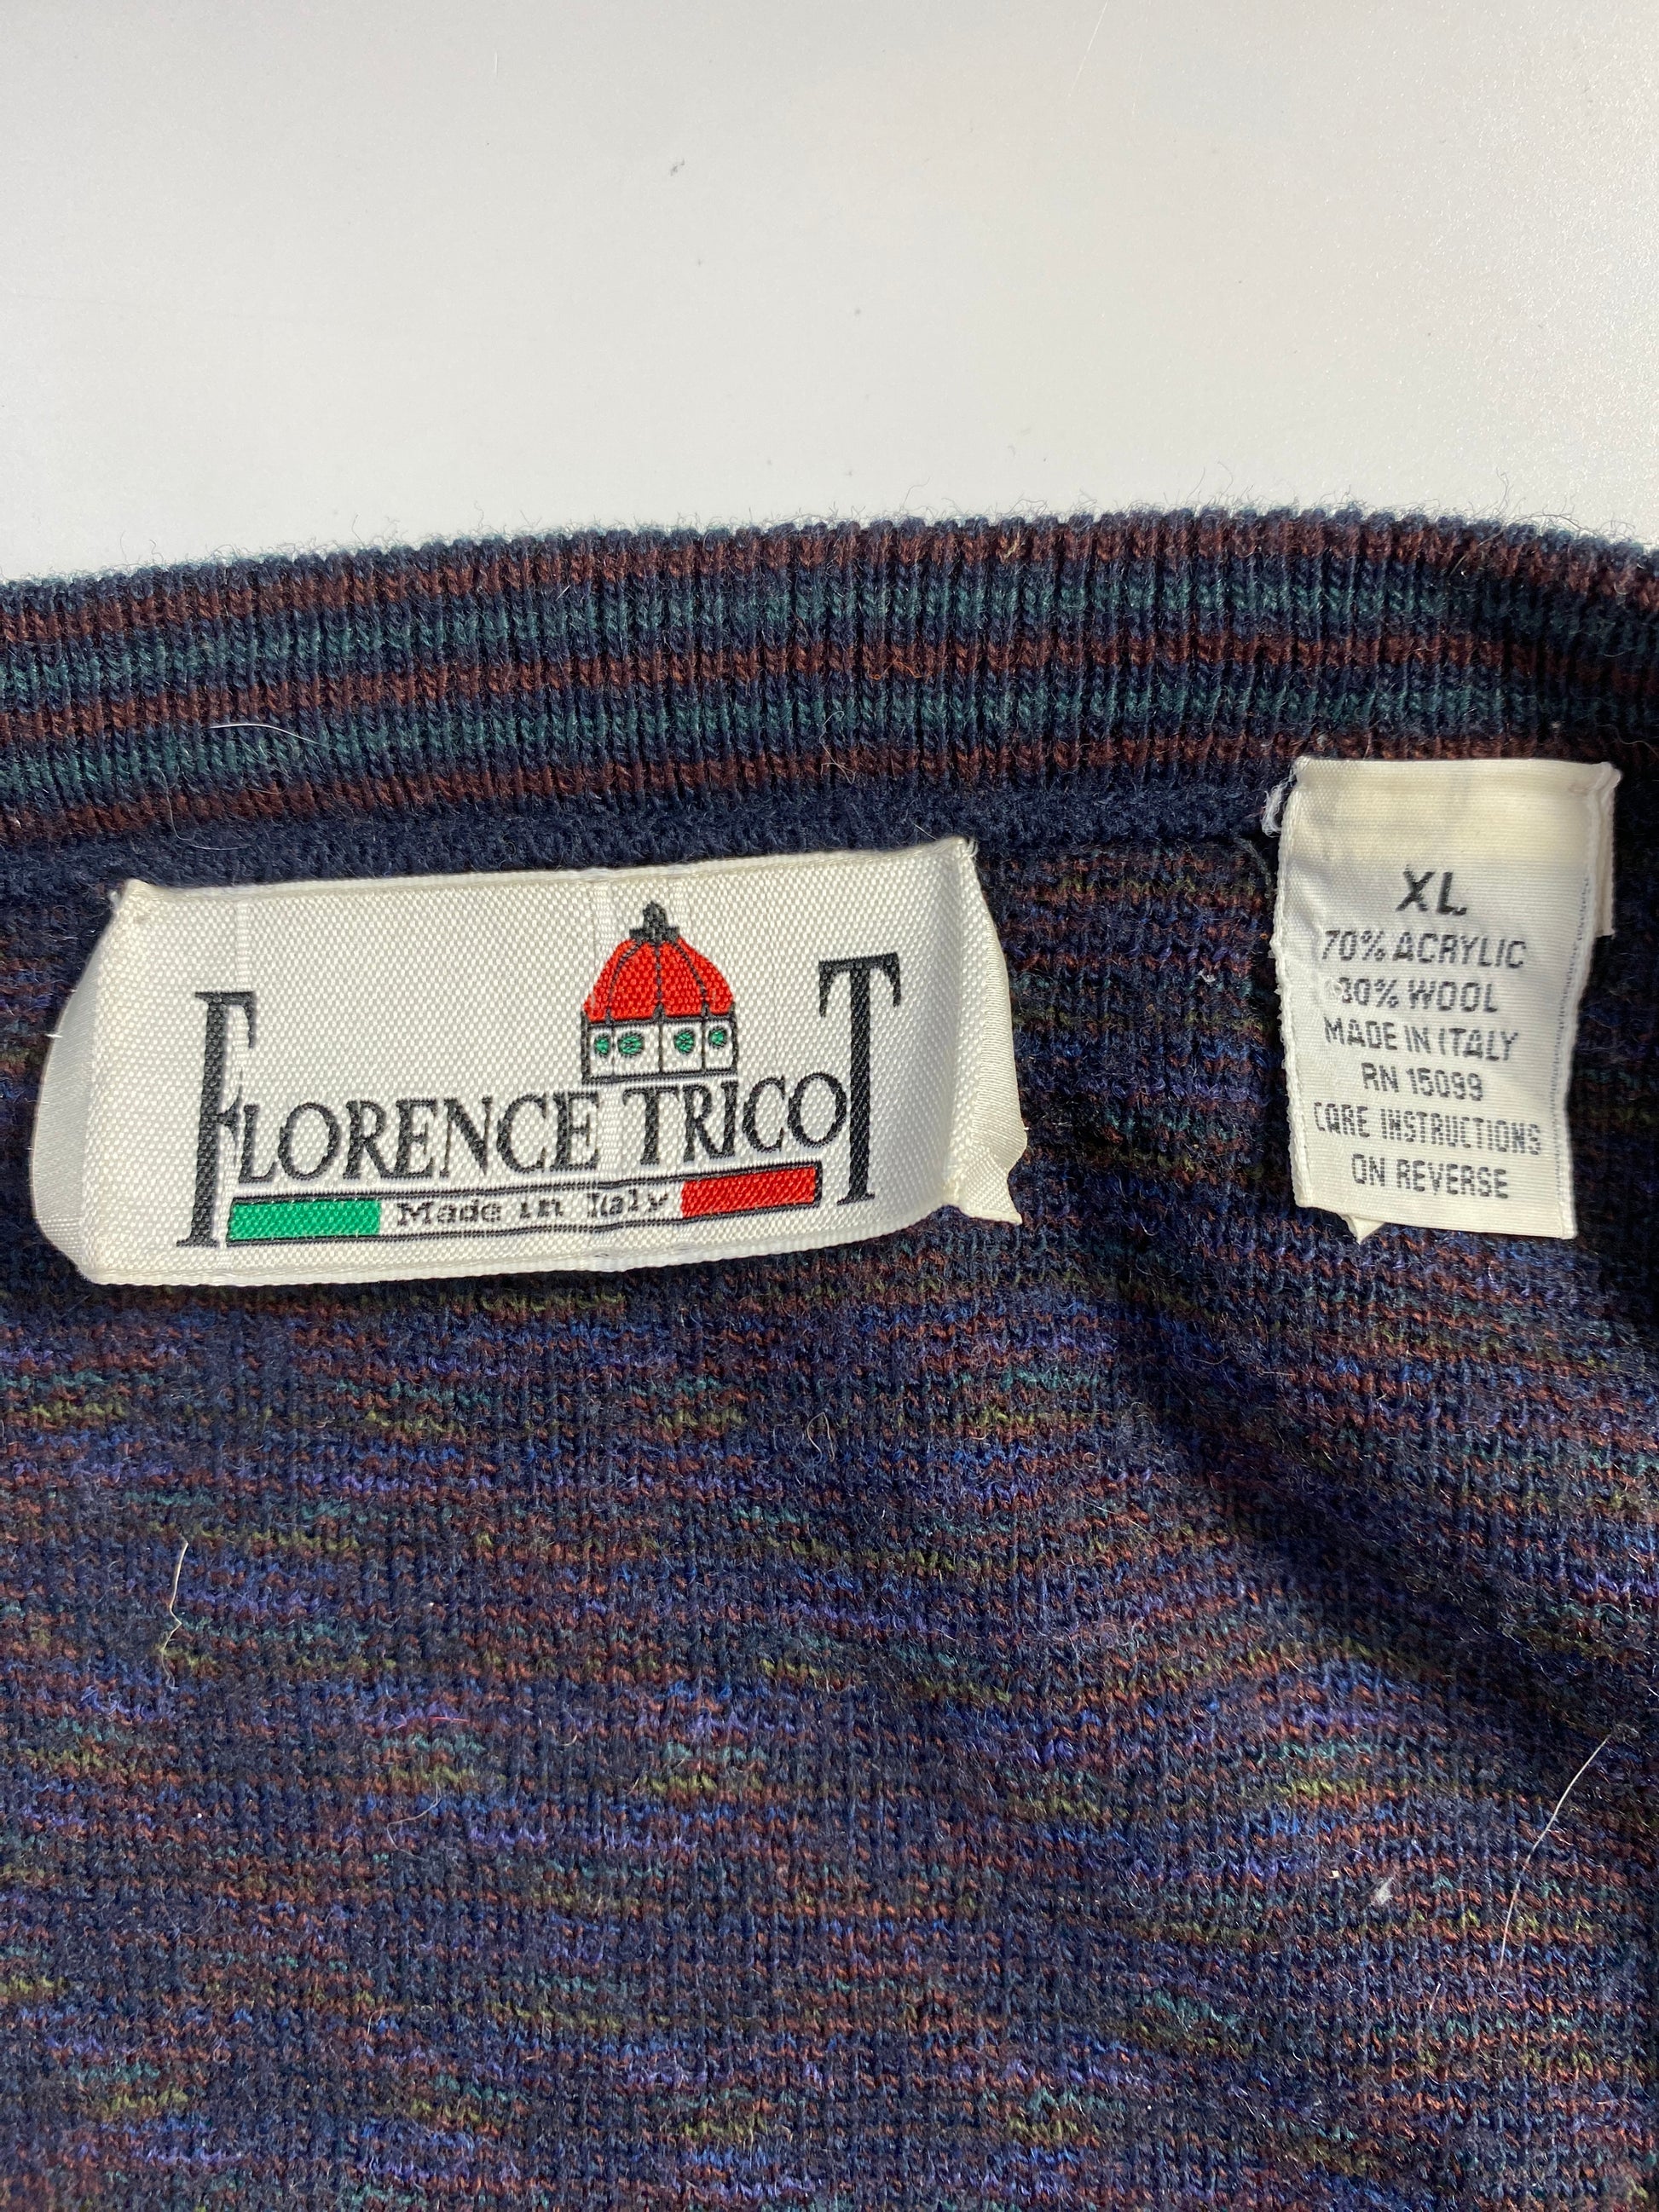 FLORENCE TRICOT
Made in Italy
XL
70% ACRYLIC
30% WOOL
MADE IN ITALY
RN 15099
CARE INSTRUCTIONS
ON REVERSE